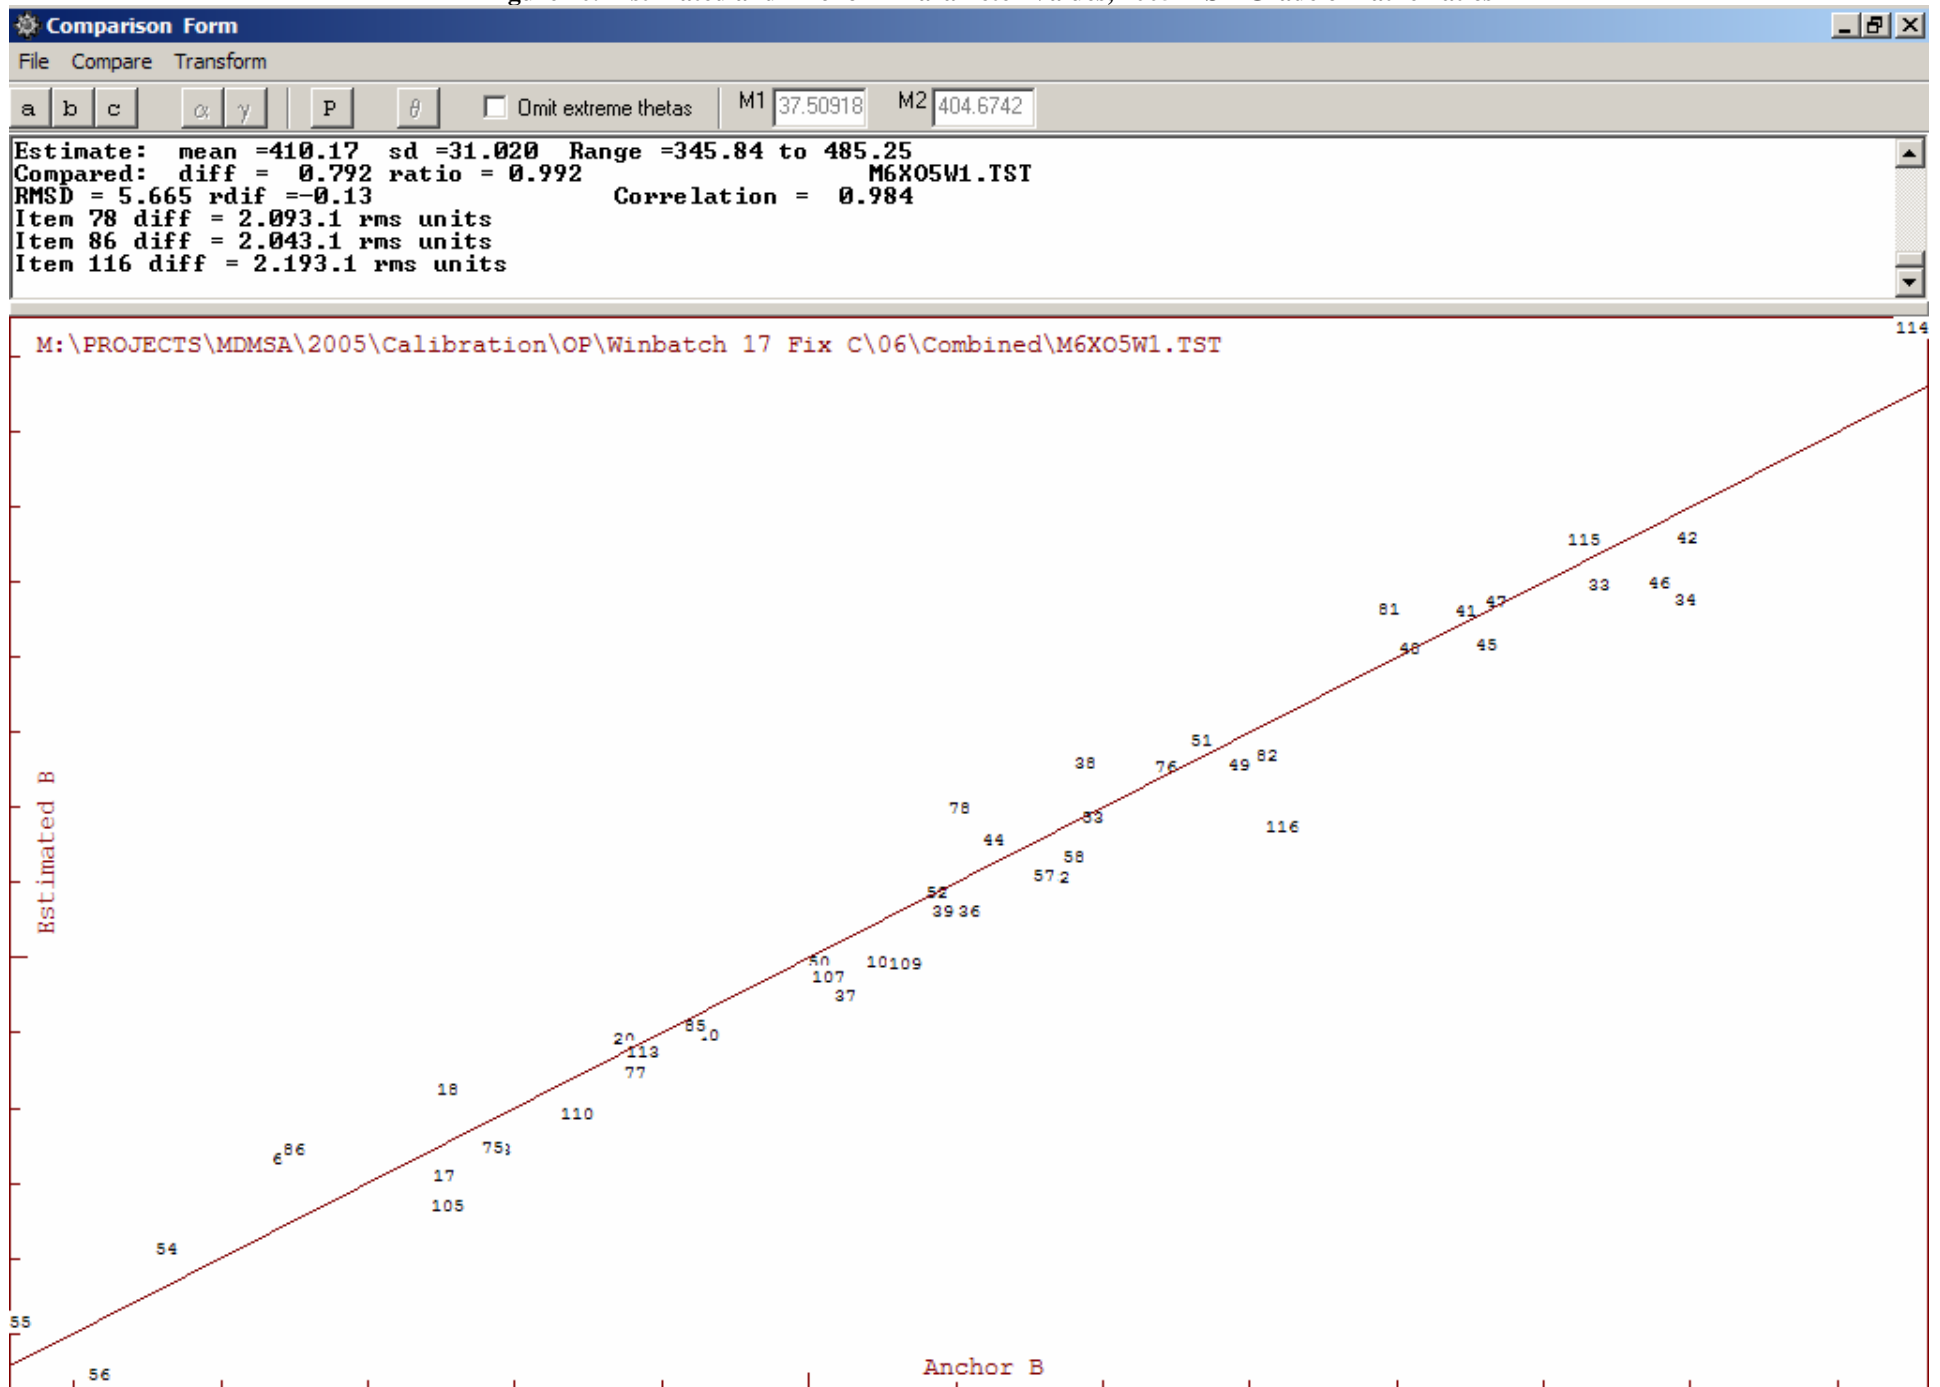 Comparison Form
File Compare Transform
a b c α γ P θ Omit extreme thetas M1 37.50918 M2 404.6742
Estimate: mean =410.17 sd =31.020 Range =345.84 to 485.25
Compared: diff = 0.792 ratio = 0.992 M6XO5W1.TST
RMSD = 5.665 rdif =-0.13 Correlation = 0.984
Item 78 diff = 2.093.1 rms units
Item 86 diff = 2.043.1 rms units
Item 116 diff = 2.193.1 rms units
114
M:\PROJECTS\MDMSA\2005\Calibration\OP\Winbatch 17 Fix C\06\Combined\M6XO5W1.TST
115 42
33 46
34
81 41 47
45
51
38 76 49 82
78
116
44
58
57 2
52
39 36
50 10 109
107
37
85
20
113
77
18
110
75
6 86
17
105
54
55
56
Estimated B
Anchor B